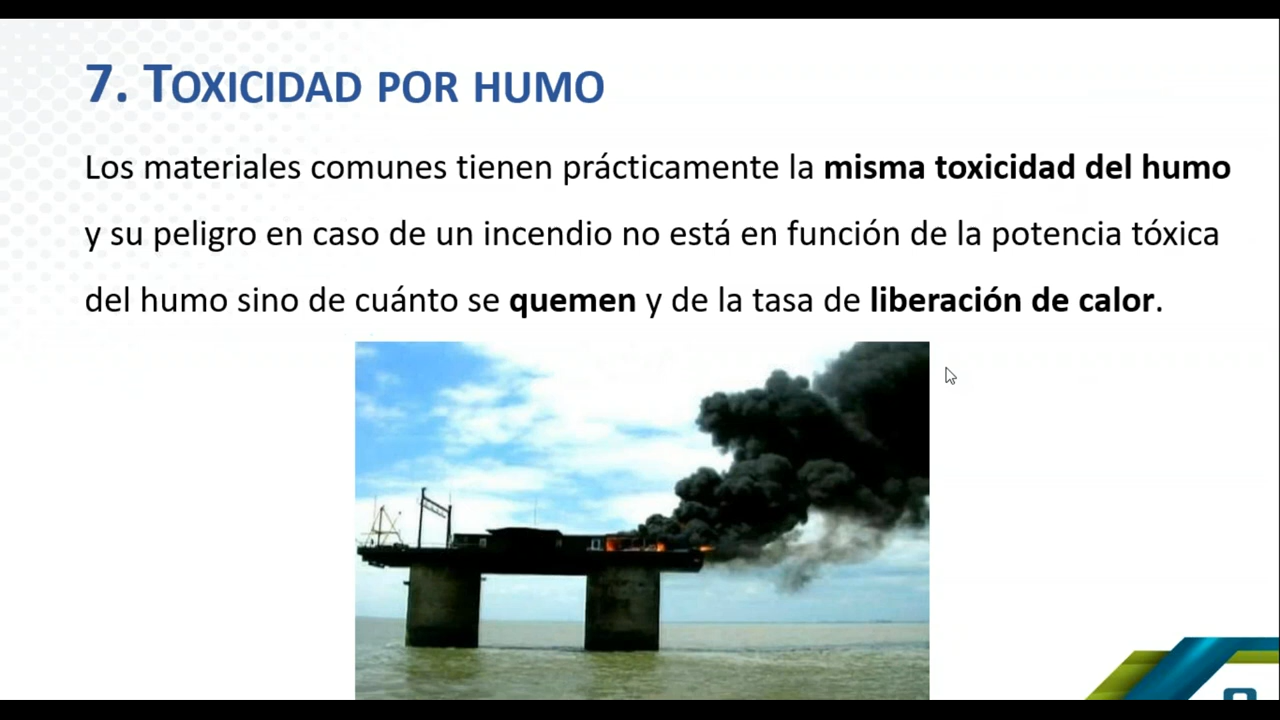 7. TOXICIDAD POR HUMO
Los materiales comunes tienen prácticamente la misma toxicidad del humo
y su peligro en caso de un incendio no está en función de la potencia tóxica
del humo sino de cuánto se quemen y de la tasa de liberación de calor.